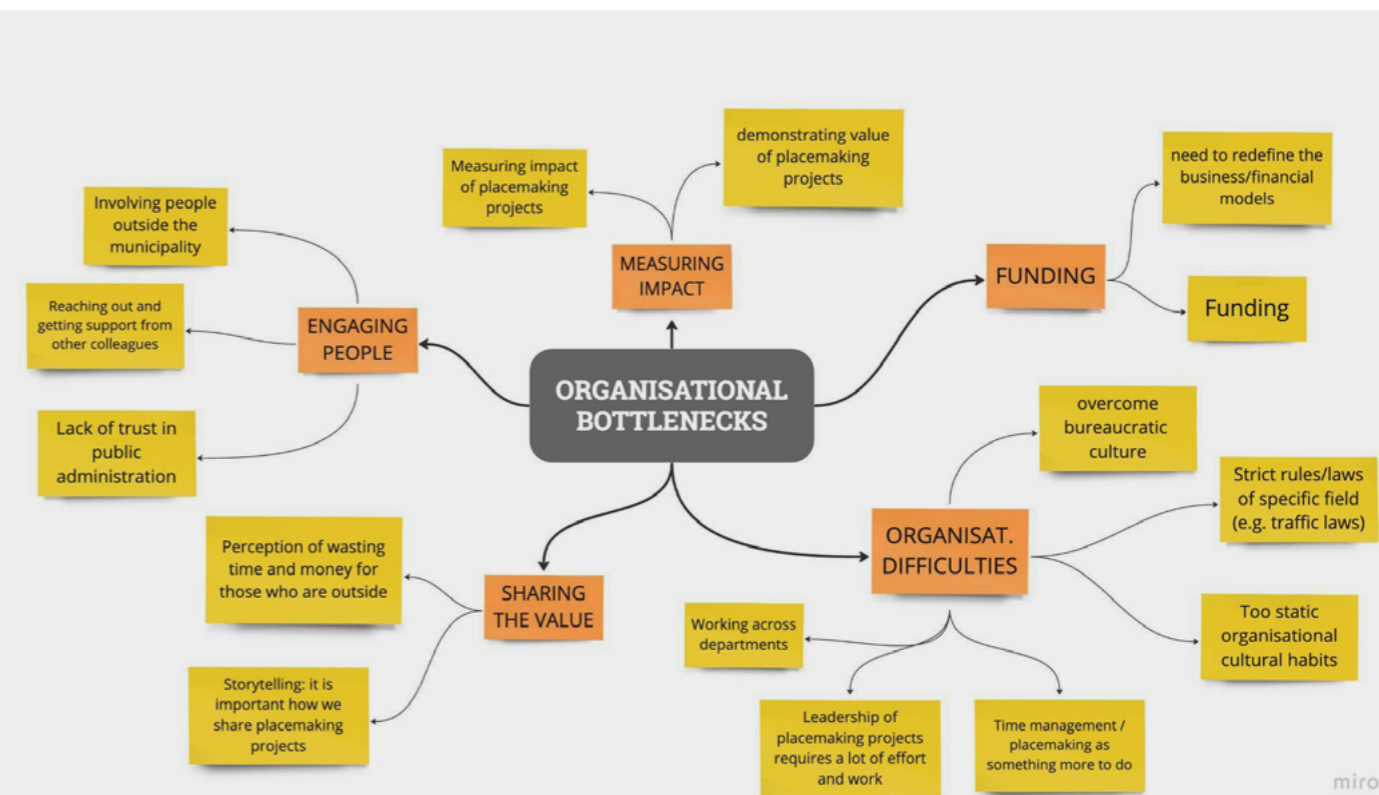 demonstrating value
of placemaking
projects
Measuring impact
of placemaking
projects
need to redefine the
business/financial
models
Involving people
outside the
municipality
MEASURING
IMPACT
FUNDING
Funding
Reaching out and
getting support from
other colleagues
ENGAGING
PEOPLE
ORGANISATIONAL
BOTTLENECKS
Lack of trust in
public
administration
overcome
bureaucratic
culture
Strict rules/laws
of specific field
(e.g. traffic laws)
ORGANISAT.
DIFFICULTIES
Perception of wasting
time and money for
those who are outside
SHARING
THE VALUE
Working across
departments
Too static
organisational
cultural habits
Storytelling: it is
important how we
share placemaking
projects
Leadership of
placemaking projects
requires a lot of effort
and work
Time management /
placemaking as
something more to do
miro